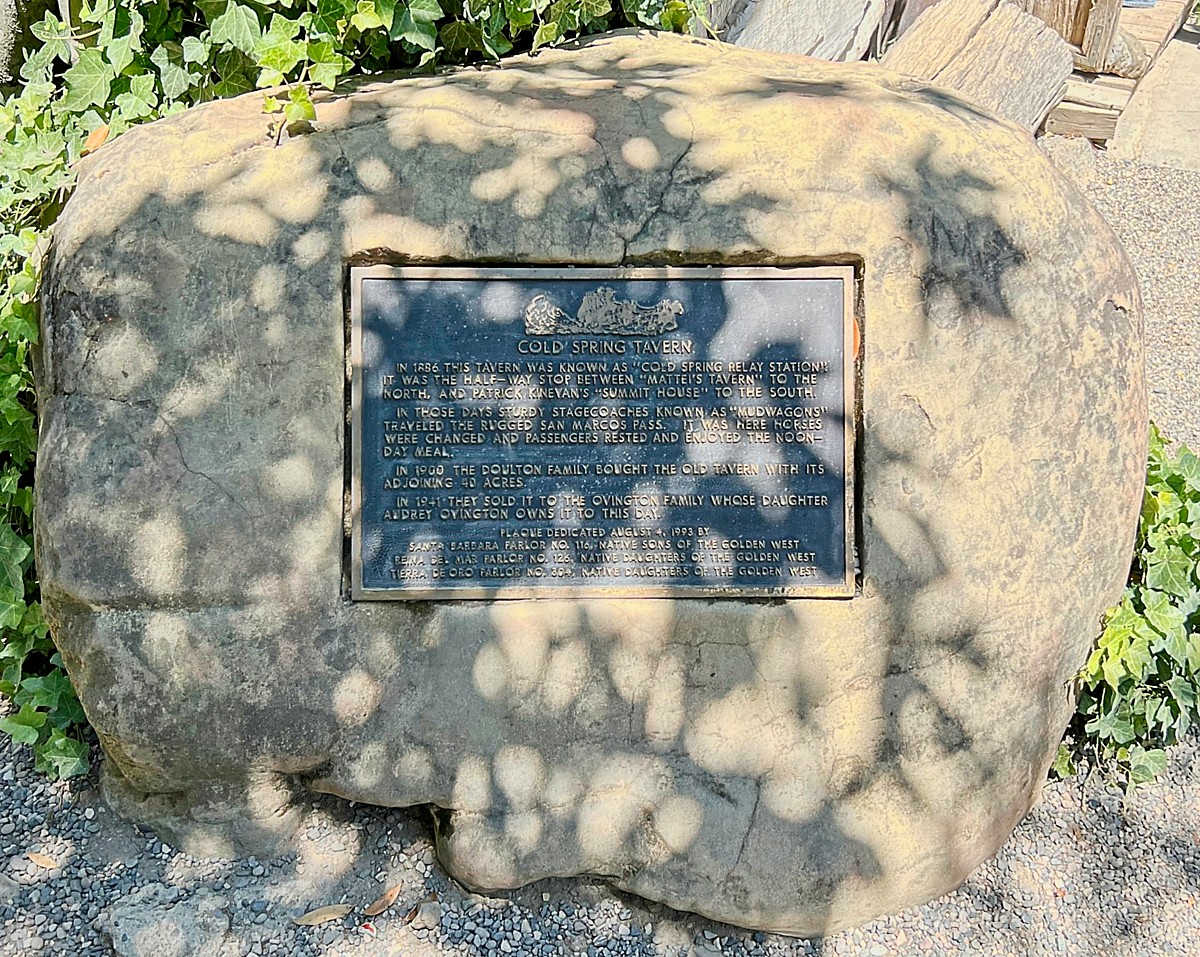 COLD SPRING TAVERN
IN 1886 THIS TAVERN WAS KNOWN AS "COLD SPRING RELAY STATION"
IT WAS THE HALF-WAY STOP BETWEEN "MATTEI'S TAVERN" TO THE
NORTH, AND PATRICK KINEVAN'S "SUMMIT HOUSE" TO THE SOUTH.
IN THOSE DAYS STURDY STAGECOACHES KNOWN AS "MUDWAGONS"
TRAVELED THE RUGGED SAN MARCOS PASS. IT WAS HERE HORSES
WERE CHANGED AND PASSENGERS RESTED AND ENJOYED THE NOON-
DAY MEAL.
IN 1900 THE DOULTON FAMILY BOUGHT THE OLD TAVERN WITH ITS
ADJOINING 40 ACRES.
IN 1941 THEY SOLD IT TO THE OVINGTON FAMILY WHOSE DAUGHTER
AUDREY OVINGTON OWNS IT TO THIS DAY.
PLAQUE DEDICATED AUGUST 4, 1993 BY
SANTA BARBARA PARLOR NO. 116, NATIVE SONS OF THE GOLDEN WEST
REINA DEL MAR PARLOR NO. 126, NATIVE DAUGHTERS OF THE GOLDEN WEST
TIERRA DE ORO PARLOR NO. 304, NATIVE DAUGHTERS OF THE GOLDEN WEST